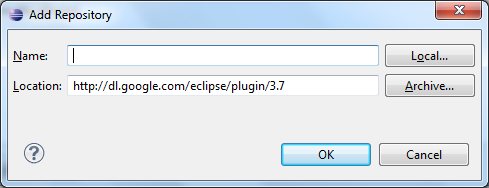 Add Repository
Name: Local...
Location: http://dl.google.com/eclipse/plugin/3.7 Archive...
? OK Cancel